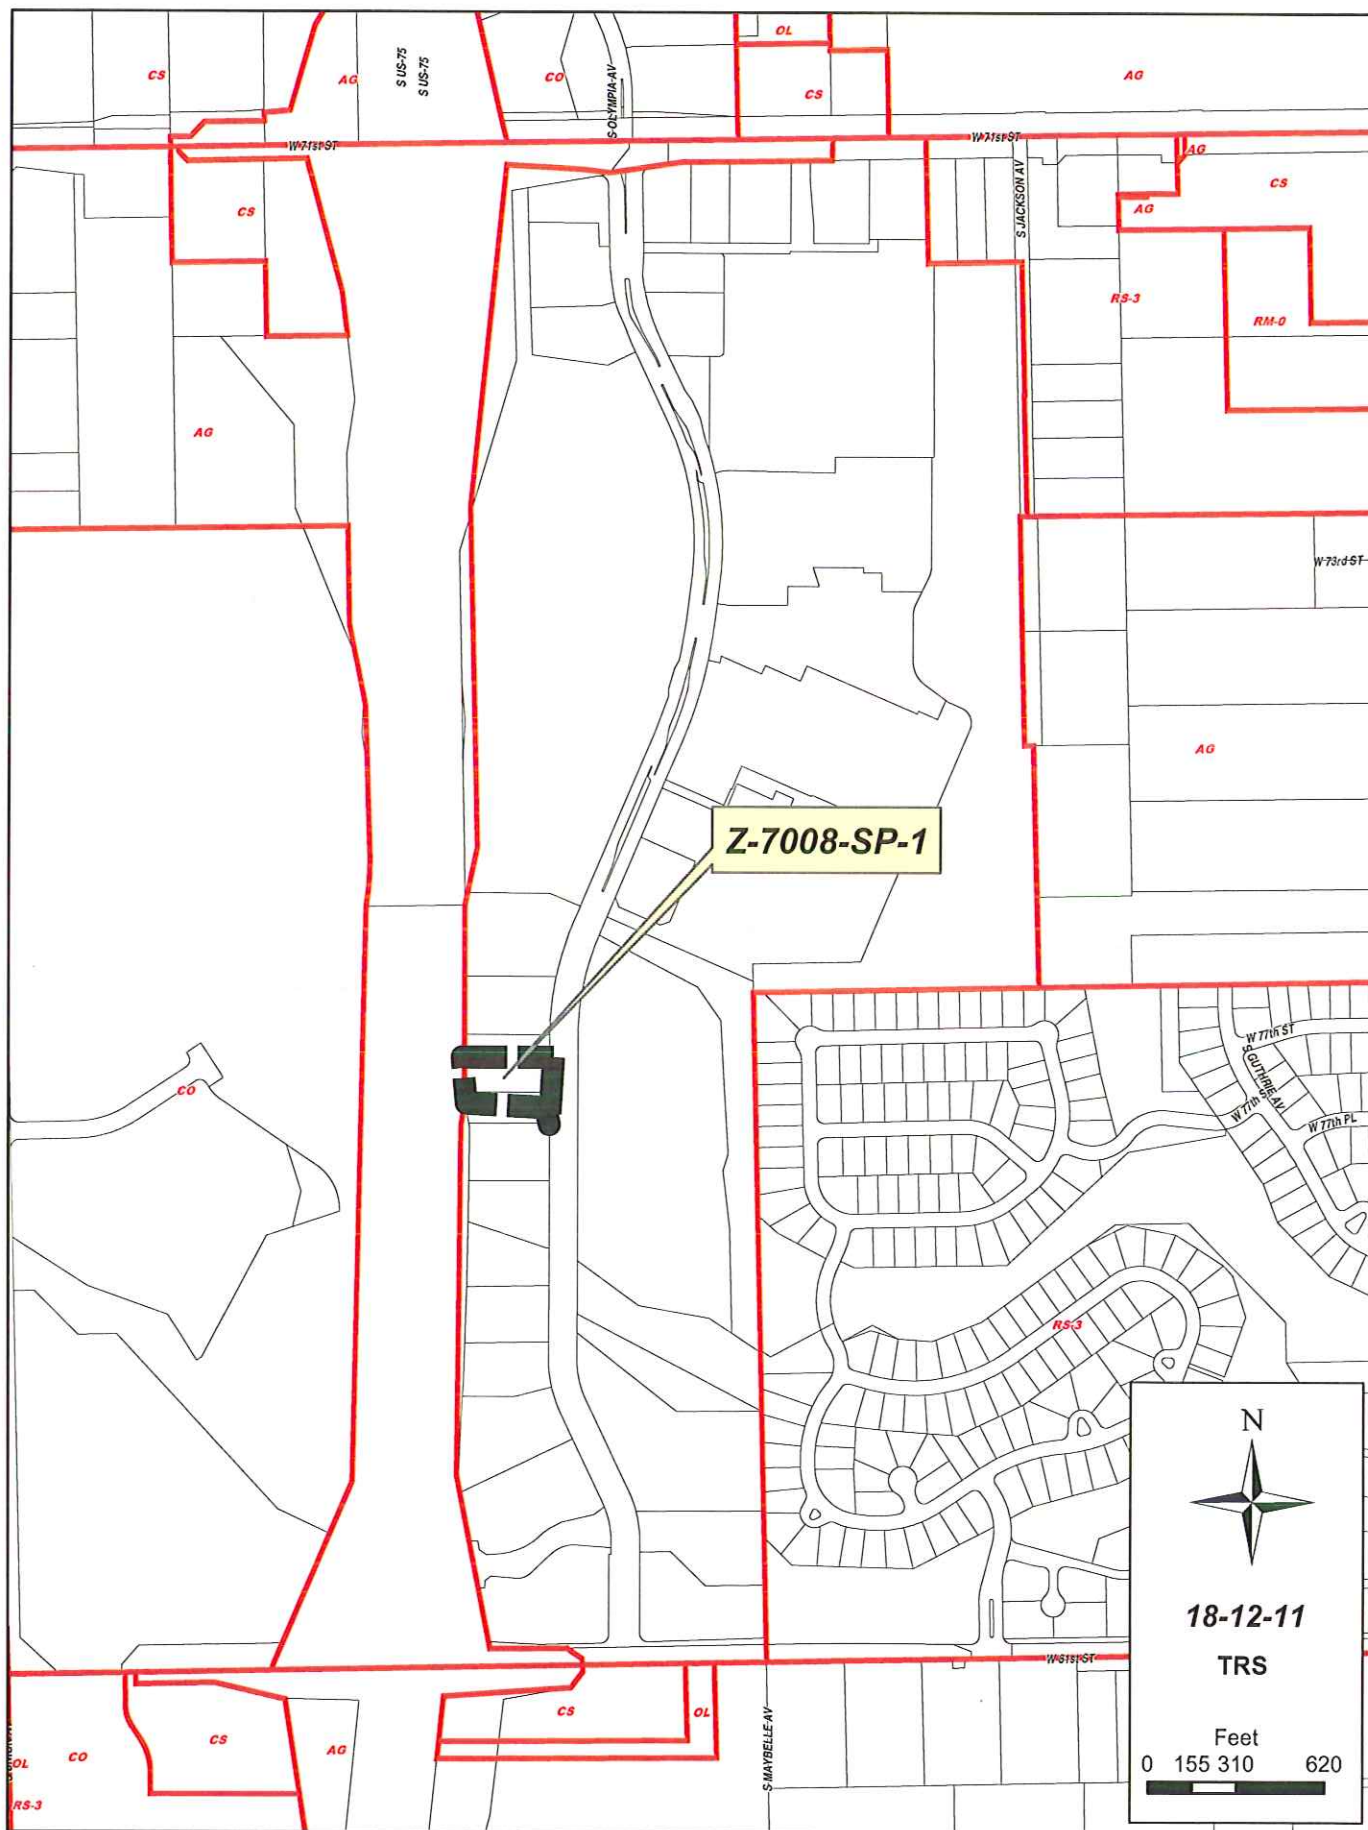 OL
CS
AG
S US-75
S US-75
CO
S OLYMPIA AV
CS
AG
W 71st ST
W 71st ST
AG
CS
CS
S JACKSON AV
AG
RS-3
RM-0
AG
W 73rd ST
AG
Z-7008-SP-1
W 77th ST
S GUTHRIE AV
CO
W 77th
W 77th PL
RS-3
N
18-12-11
TRS
W 81st ST
Feet
0 155 310 620
CS
OL
CS
AG
CO
OL
S MAYBELLE AV
RS-3